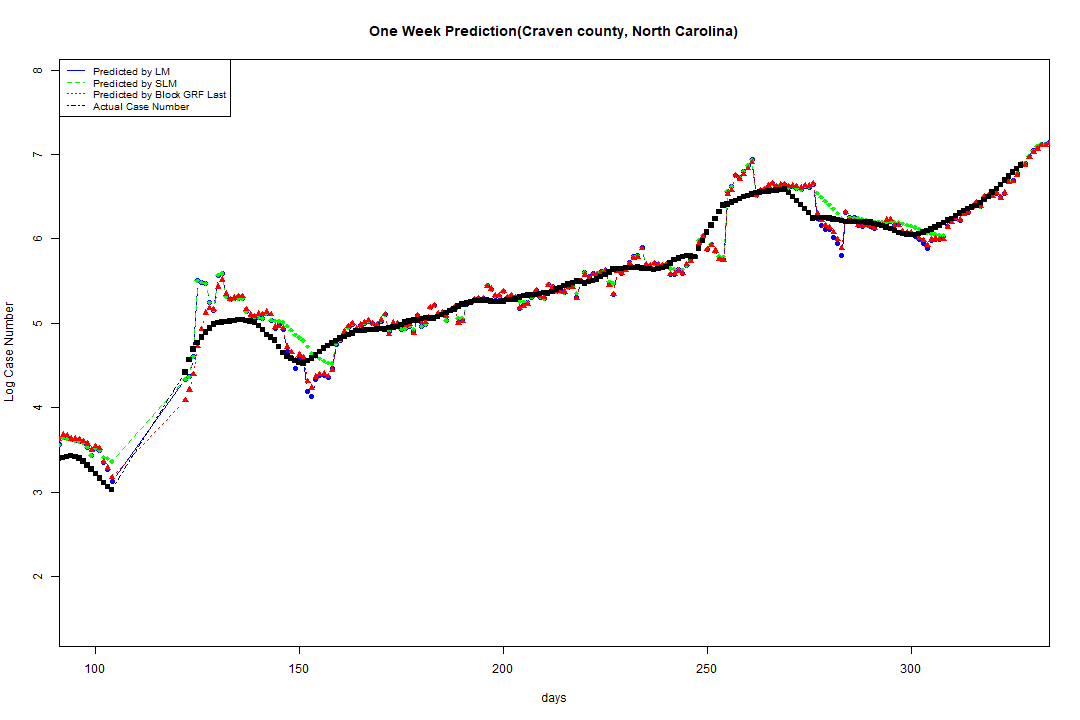 One Week Prediction(Craven county, North Carolina)
Predicted by LM
Predicted by SLM
Predicted by Block GRF Last
Actual Case Number
8
7
6
5
4
3
2
Log Case Number
100 150 200 250 300
days